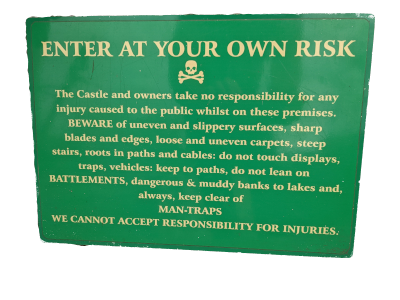 ENTER AT YOUR OWN RISK
The Castle and owners take no responsibility for any
injury caused to the public whilst on these premises.
BEWARE of uneven and slippery surfaces, sharp
blades and edges, loose and uneven carpets, steep
stairs, roots in paths and cables: do not touch displays,
traps, vehicles: keep to paths, do not lean on
BATTLEMENTS, dangerous & muddy banks to lakes and,
always, keep clear of
MAN-TRAPS
WE CANNOT ACCEPT RESPONSIBILITY FOR INJURIES.